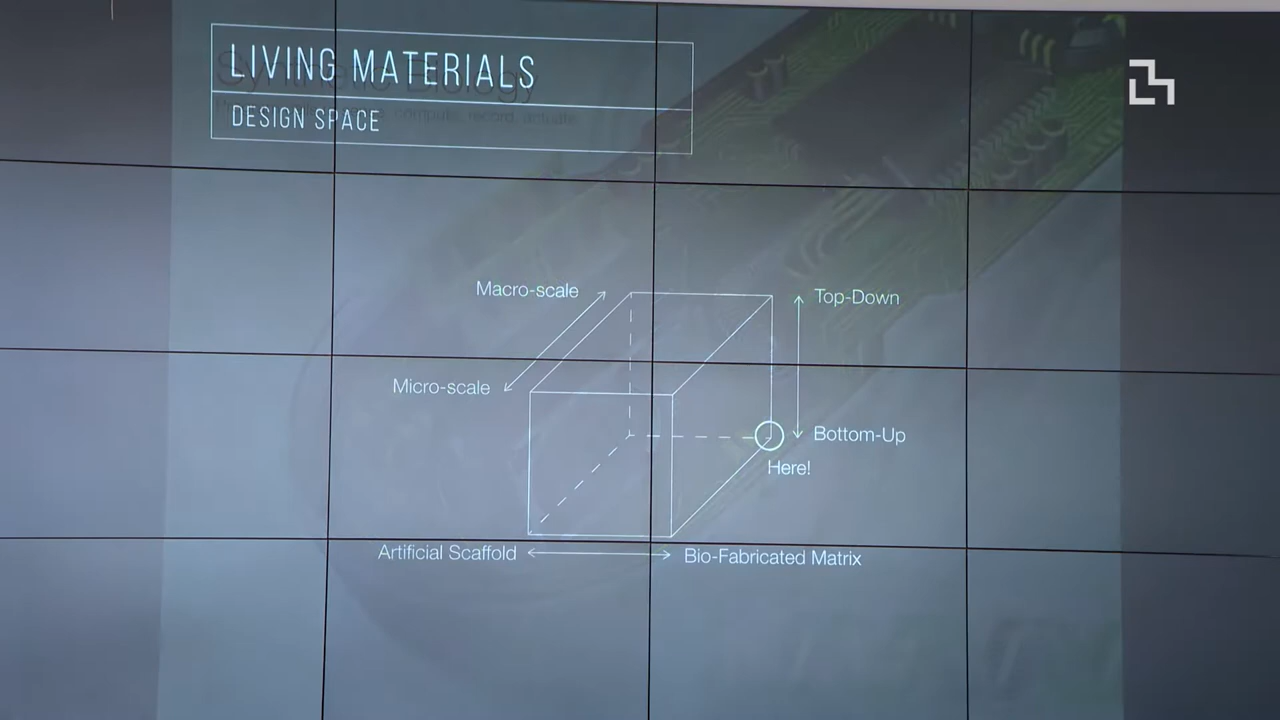 LIVING MATERIALS
DESIGN SPACE
Macro-scale
Top-Down
Micro-scale
Bottom-Up
Here!
Artificial Scaffold
Bio-Fabricated Matrix